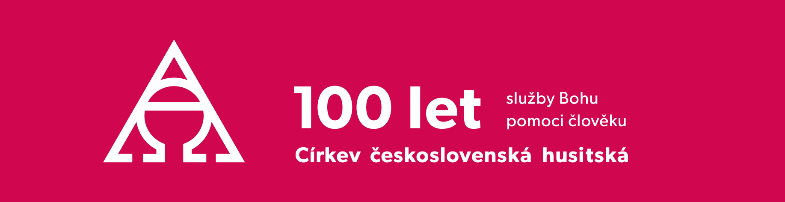 100 let
služby Bohu
pomoci člověku
Církev československá husitská